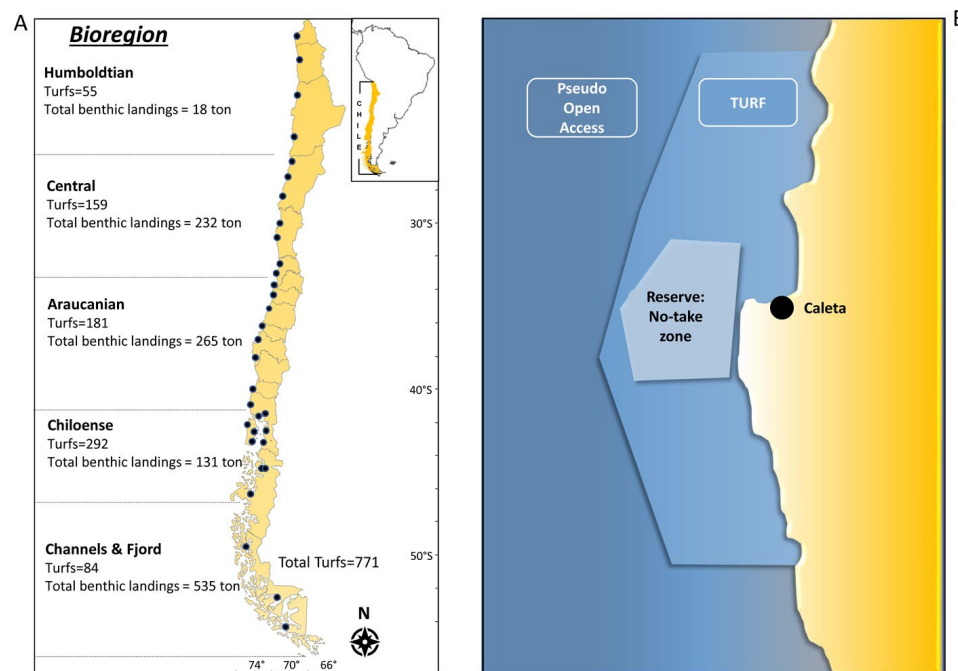 A
Bioregion
Humboldtian
Turfs=55
Total benthic landings = 18 ton
Central
Turfs=159
Total benthic landings = 232 ton
Araucanian
Turfs=181
Total benthic landings = 265 ton
Chiloense
Turfs=292
Total benthic landings = 131 ton
Channels & Fjord
Turfs=84
Total benthic landings = 535 ton
Total Turfs=771
CHILE
30°S
40°S
50°S
N
74° 70° 66°
B
Pseudo
Open
Access
TURF
Reserve:
No-take
zone
Caleta